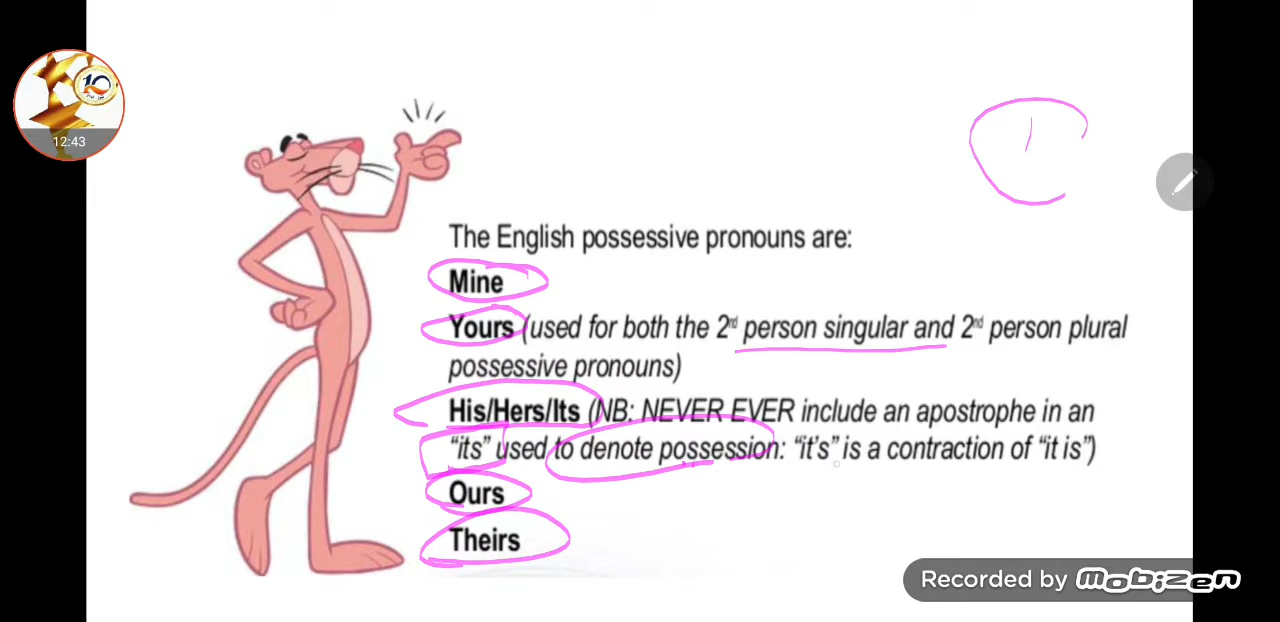 10
12:43
The English possessive pronouns are:
Mine
Yours (used for both the 2nd person singular and 2nd person plural
possessive pronouns)
His/Hers/Its (NB: NEVER EVER include an apostrophe in an
“its” used to denote possession: “it’s” is a contraction of “it is”)
Ours
Theirs
Recorded by Mobizen